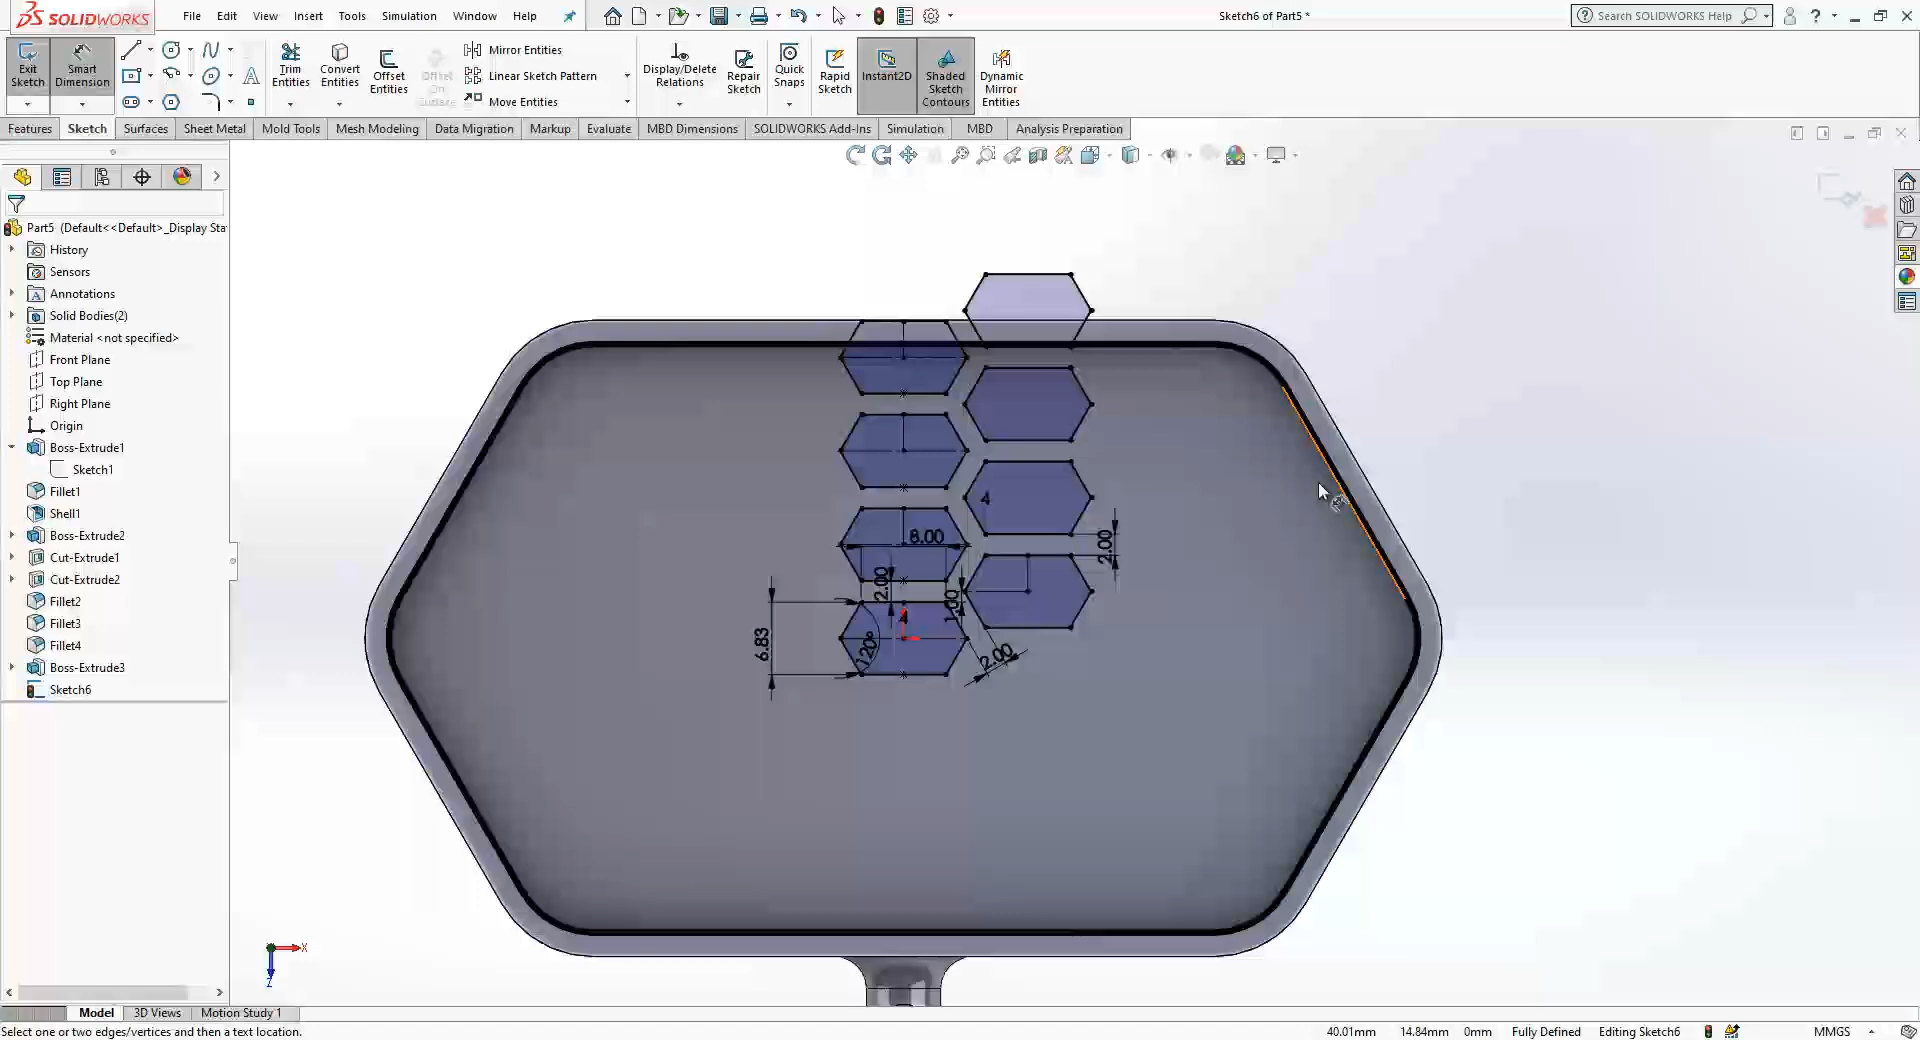 SOLIDWORKS File Edit View Insert Tools Simulation Window Help Sketch6 of Part5 * Search SOLIDWORKS Help
Exit Sketch
Smart Dimension
Trim Entities
Convert Entities
Offset Entities
Offset On Surface
Mirror Entities
Linear Sketch Pattern
Move Entities
Display/Delete Relations
Repair Sketch
Quick Snaps
Rapid Sketch
Instant2D
Shaded Sketch Contours
Dynamic Mirror Entities
Features Sketch Surfaces Sheet Metal Mold Tools Mesh Modeling Data Migration Markup Evaluate MBD Dimensions SOLIDWORKS Add-Ins Simulation MBD Analysis Preparation
Part5 (Default<<Default>_Display Sta
History
Sensors
Annotations
Solid Bodies(2)
Material <not specified>
Front Plane
Top Plane
Right Plane
Origin
Boss-Extrude1
Sketch1
Fillet1
Shell1
Boss-Extrude2
Cut-Extrude1
Cut-Extrude2
Fillet2
Fillet3
Fillet4
Boss-Extrude3
Sketch6
4
8.00
2.00
2.00
1.00
4
6.83
120°
2.00
X
Z
Model 3D Views Motion Study 1
Select one or two edges/vertices and then a text location. 40.01mm 14.84mm 0mm Fully Defined Editing Sketch6 MMGS